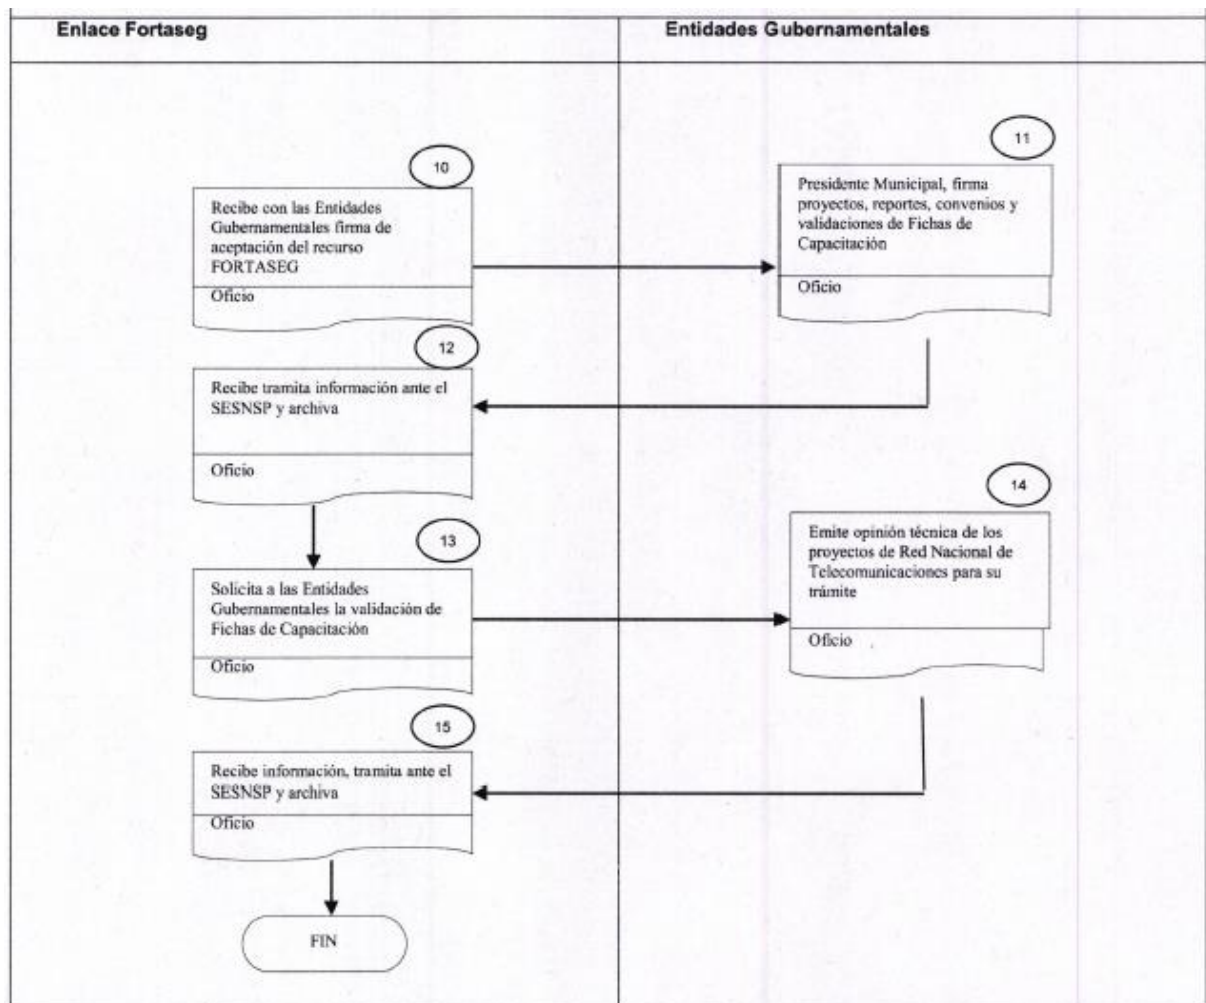 Enlace Fortaseg
Entidades Gubernamentales
10
Recibe con las Entidades
Gubernamentales firma de
aceptación del recurso
FORTASEG
Oficio
11
Presidente Municipal, firma
proyectos, reportes, convenios y
validaciones de Fichas de
Capacitación
Oficio
12
Recibe tramita información ante el
SESNSP y archiva
Oficio
13
Solicita a las Entidades
Gubernamentales la validación de
Fichas de Capacitación
Oficio
14
Emite opinión técnica de los
proyectos de Red Nacional de
Telecomunicaciones para su
trámite
Oficio
15
Recibe información, tramita ante el
SESNSP y archiva
Oficio
FIN